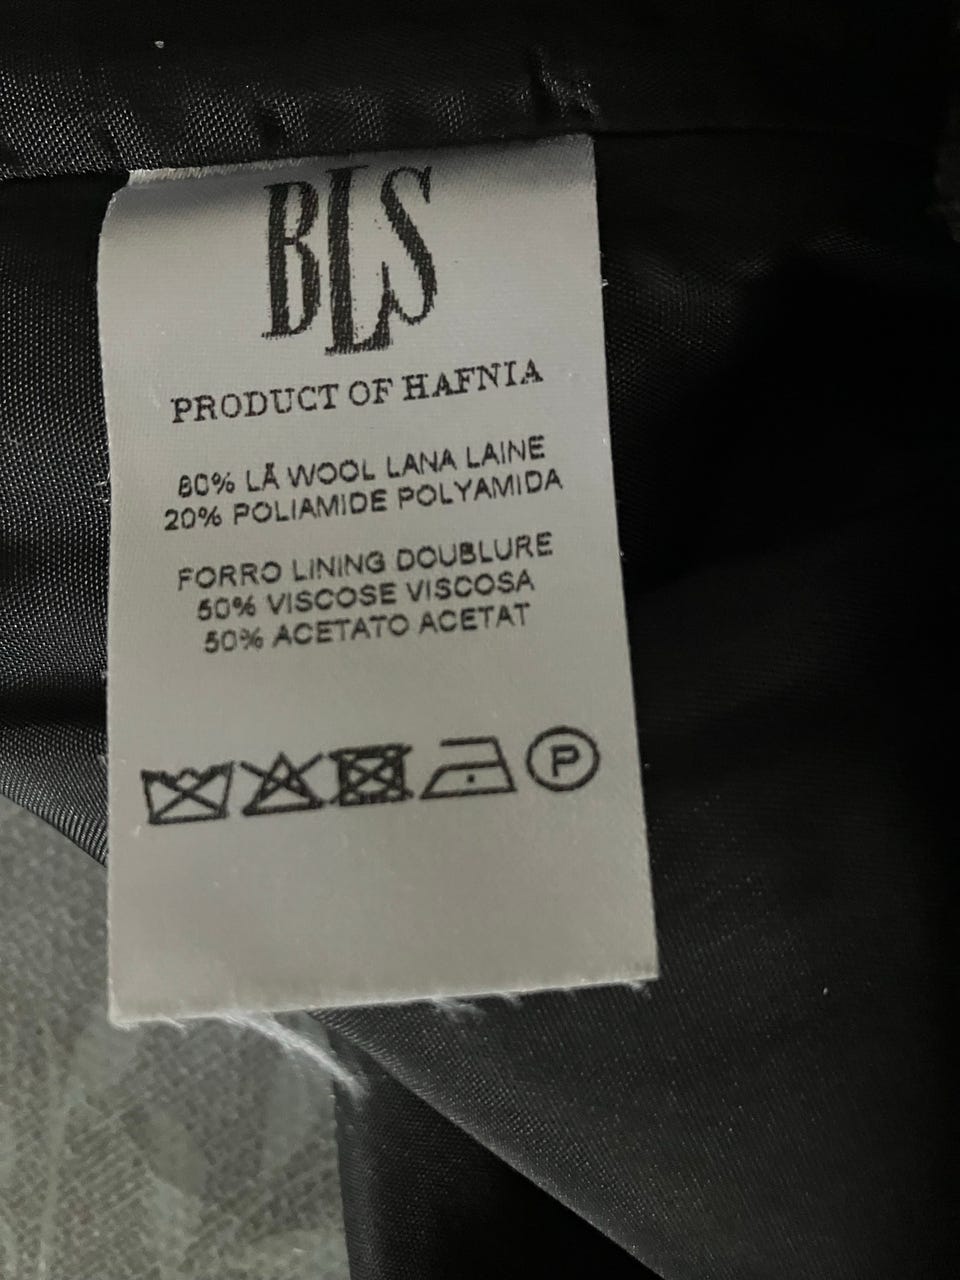 BLS
PRODUCT OF HAFNIA
80% LÃ WOOL LANA LAINE
20% POLIAMIDE POLYAMIDA
FORRO LINING DOUBLURE
50% VISCOSE VISCOSA
50% ACETATO ACETAT
P